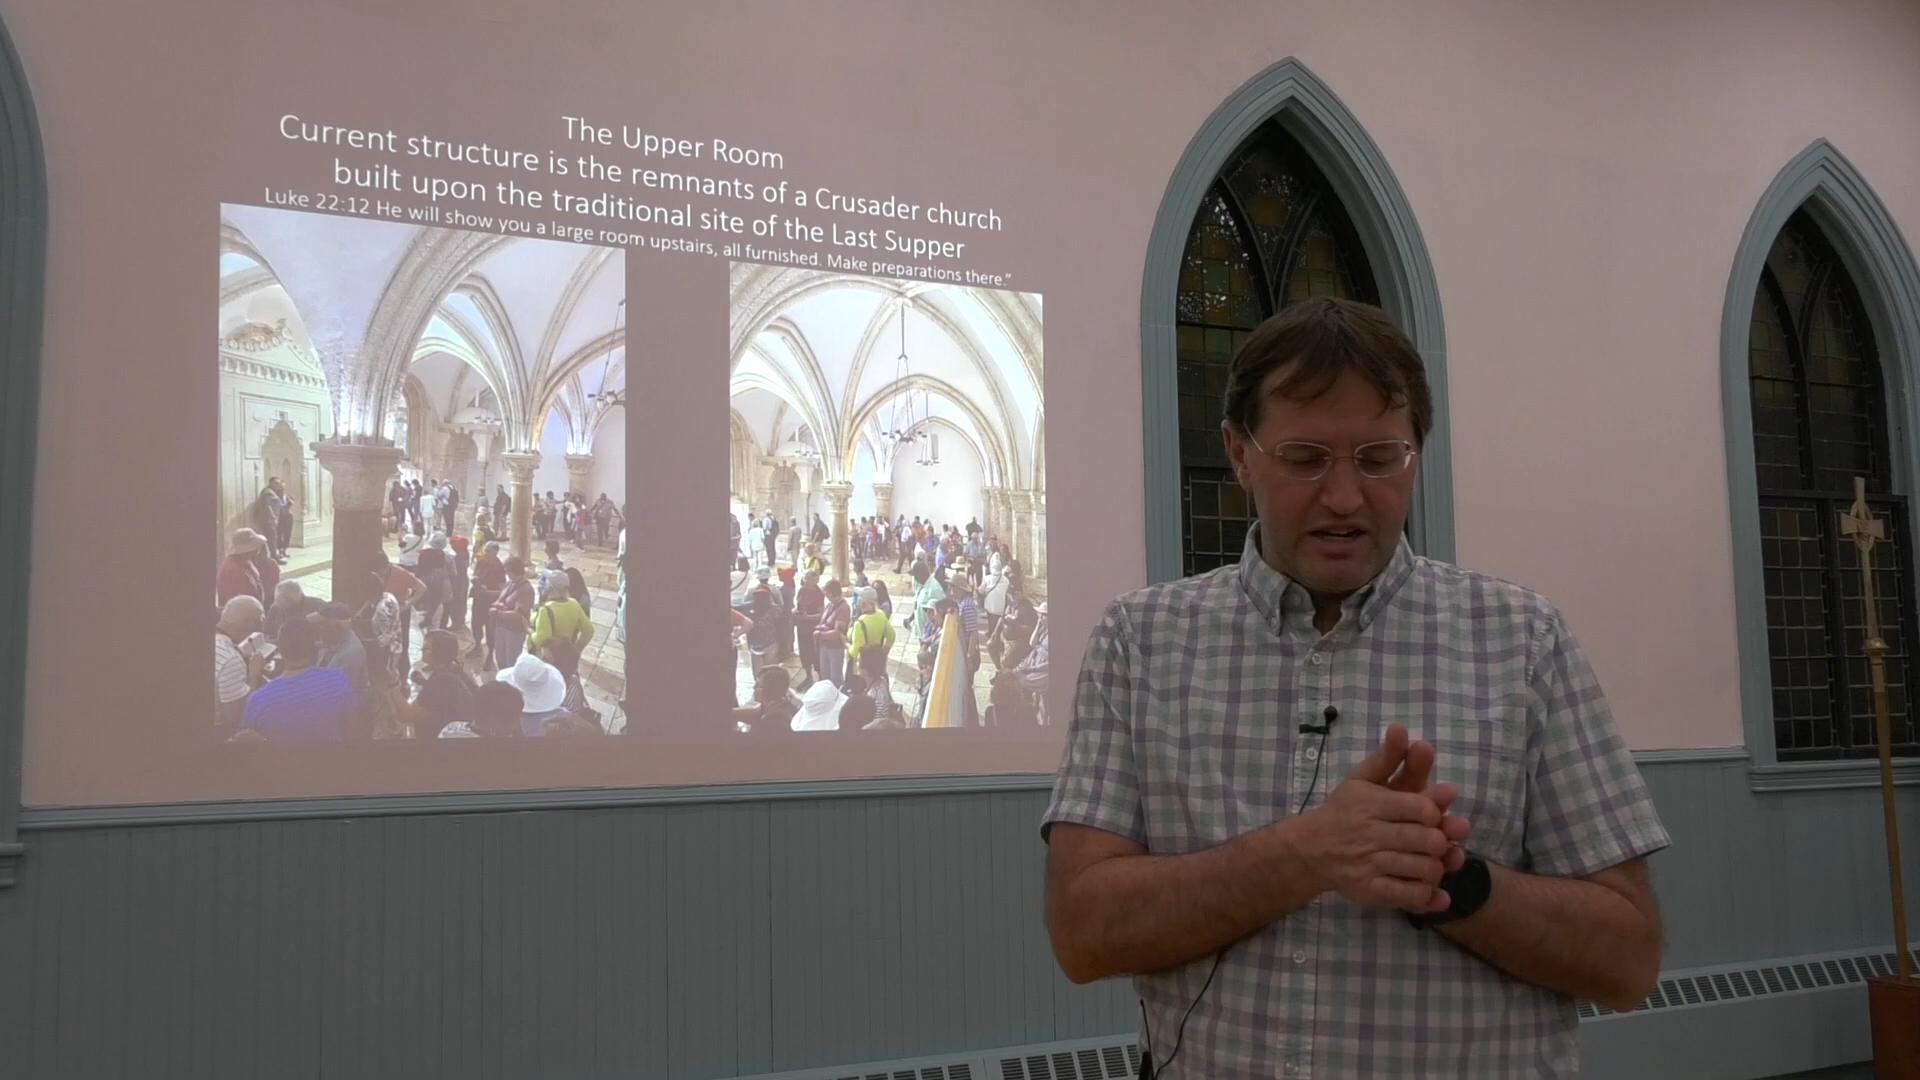 The Upper Room
Current structure is the remnants of a Crusader church
built upon the traditional site of the Last Supper
Luke 22:12 He will show you a large room upstairs, all furnished. Make preparations there.”